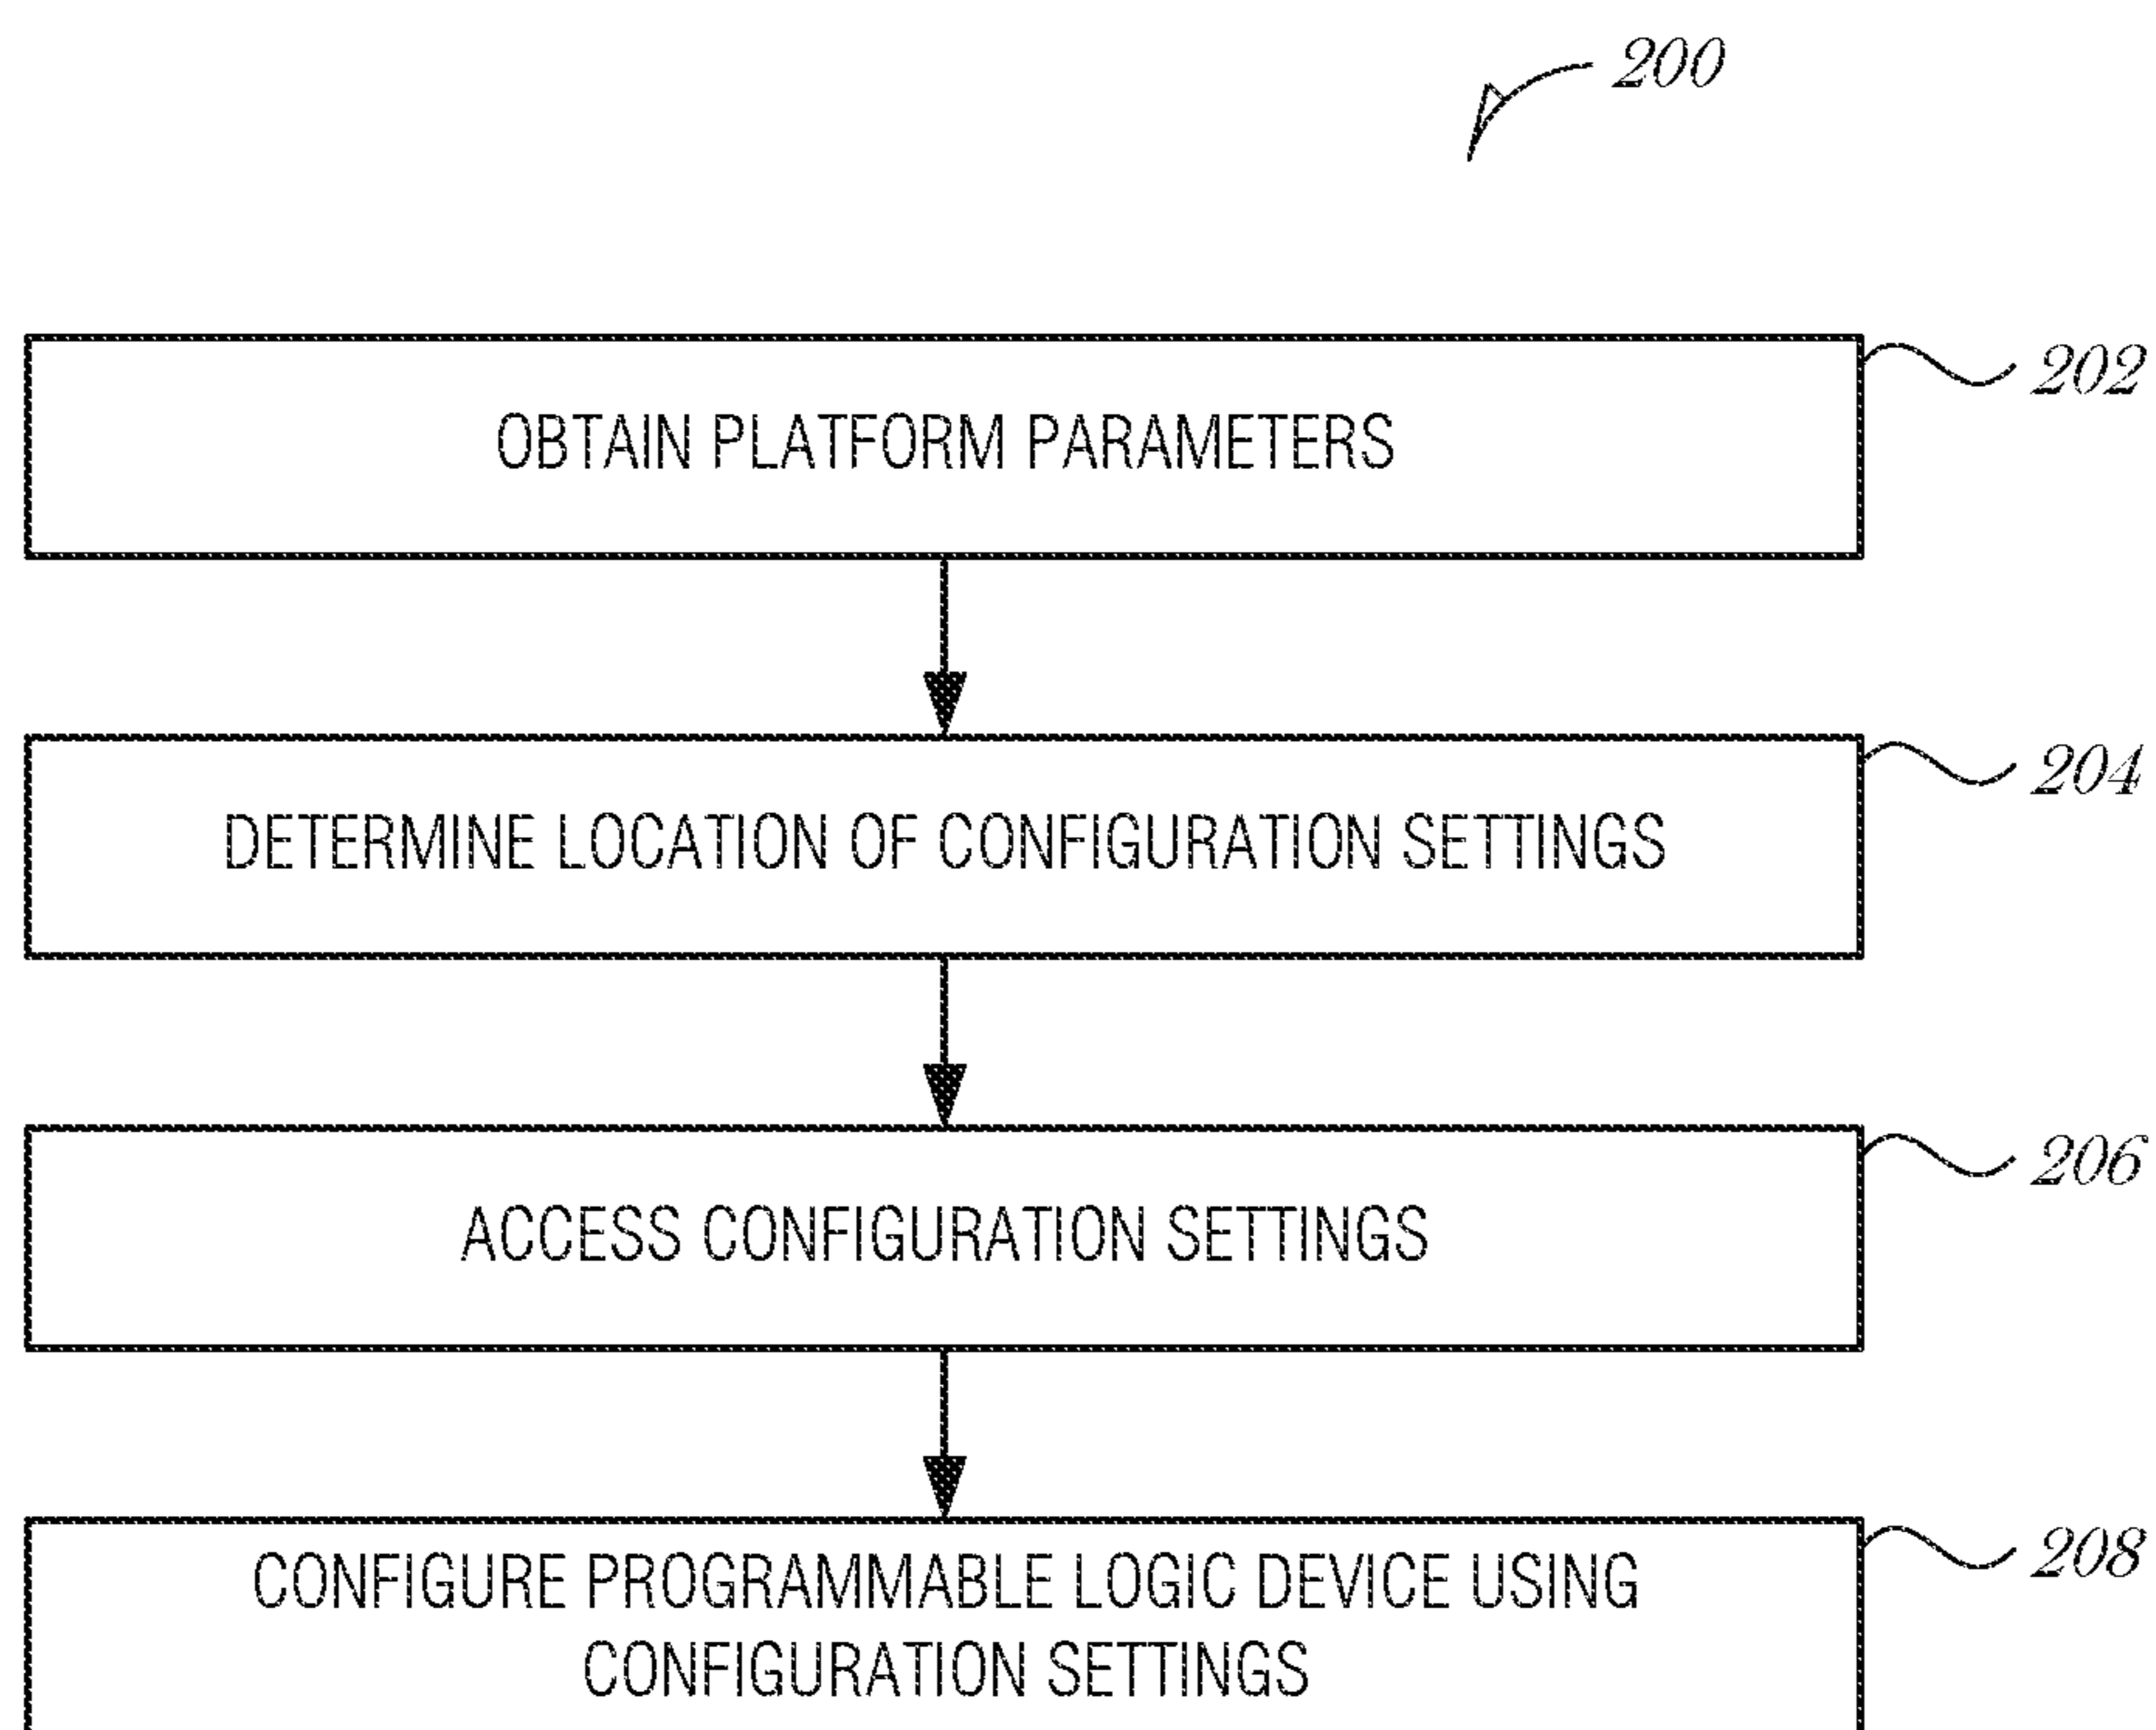 200
202
OBTAIN PLATFORM PARAMETERS
204
DETERMINE LOCATION OF CONFIGURATION SETTINGS
206
ACCESS CONFIGURATION SETTINGS
208
CONFIGURE PROGRAMMABLE LOGIC DEVICE USING
CONFIGURATION SETTINGS